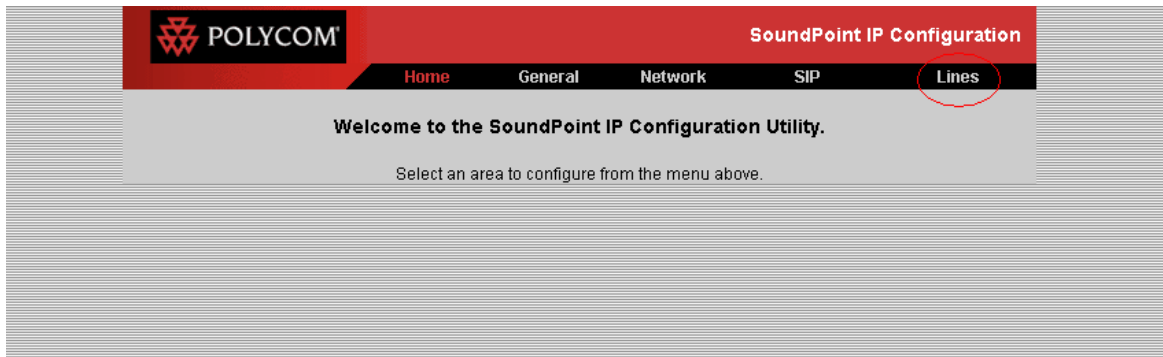 POLYCOM®
SoundPoint IP Configuration
Home General Network SIP Lines
Welcome to the SoundPoint IP Configuration Utility.
Select an area to configure from the menu above.